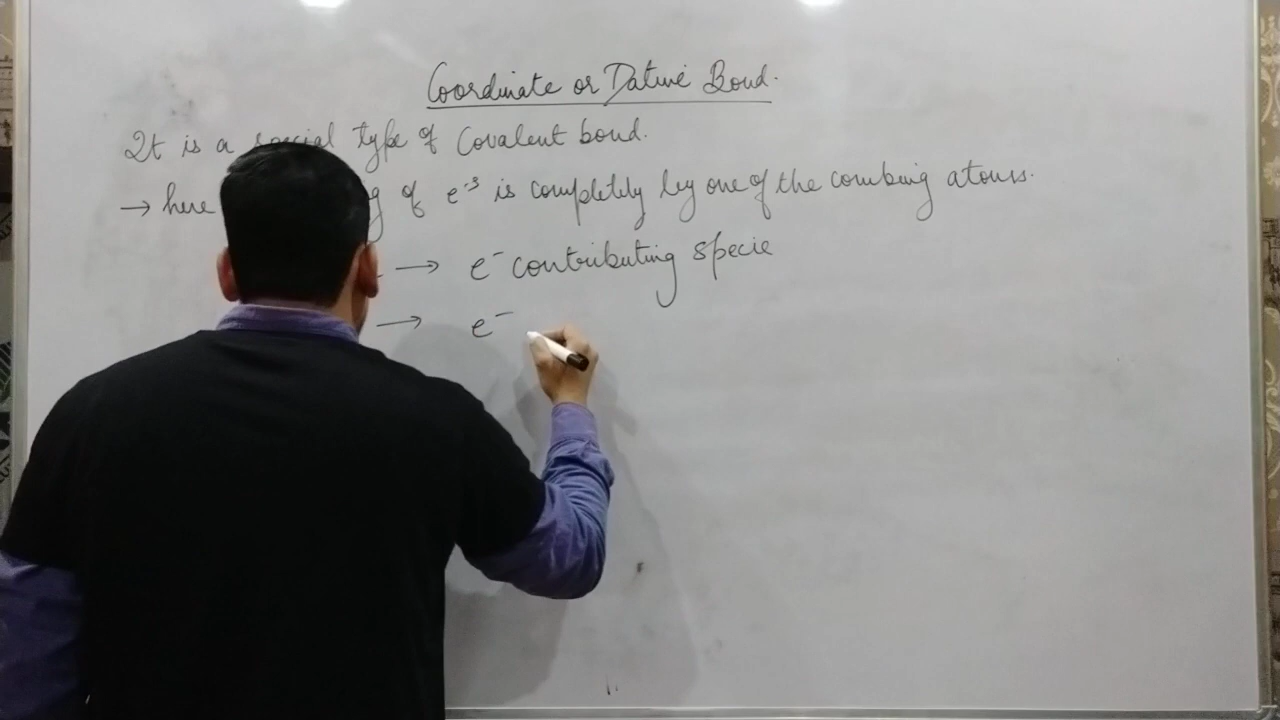 Coordinate or Dative Bond.
It is a special type of Covalent bond.
→ here g of e⁻ˢ is completely by one of the combing atoms.
→ e⁻ contributing specie
→ e⁻